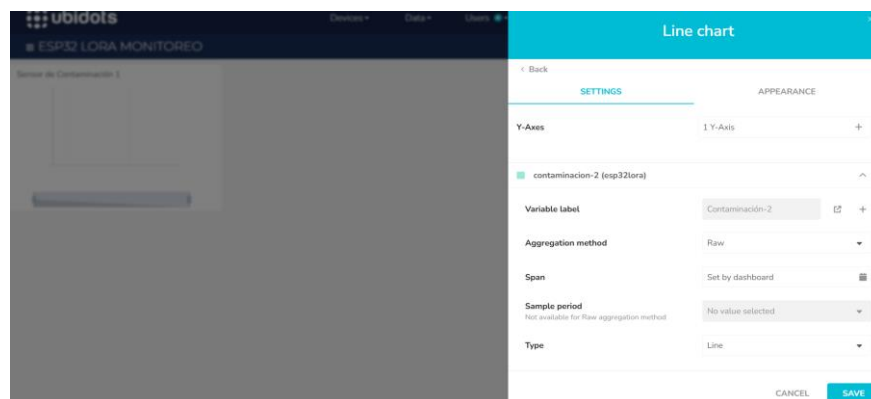 ubidots
Devices
Data
Users
ESP32 LORA MONITOREO
Sensor de Contaminación 1
Line chart
< Back
SETTINGS
APPEARANCE
Y-Axes
1 Y-Axis
+
contaminacion-2 (esp32lora)
Variable label
Contaminación-2
+
Aggregation method
Raw
Span
Set by dashboard
Sample period
Not available for Raw aggregation method
No value selected
Type
Line
CANCEL
SAVE